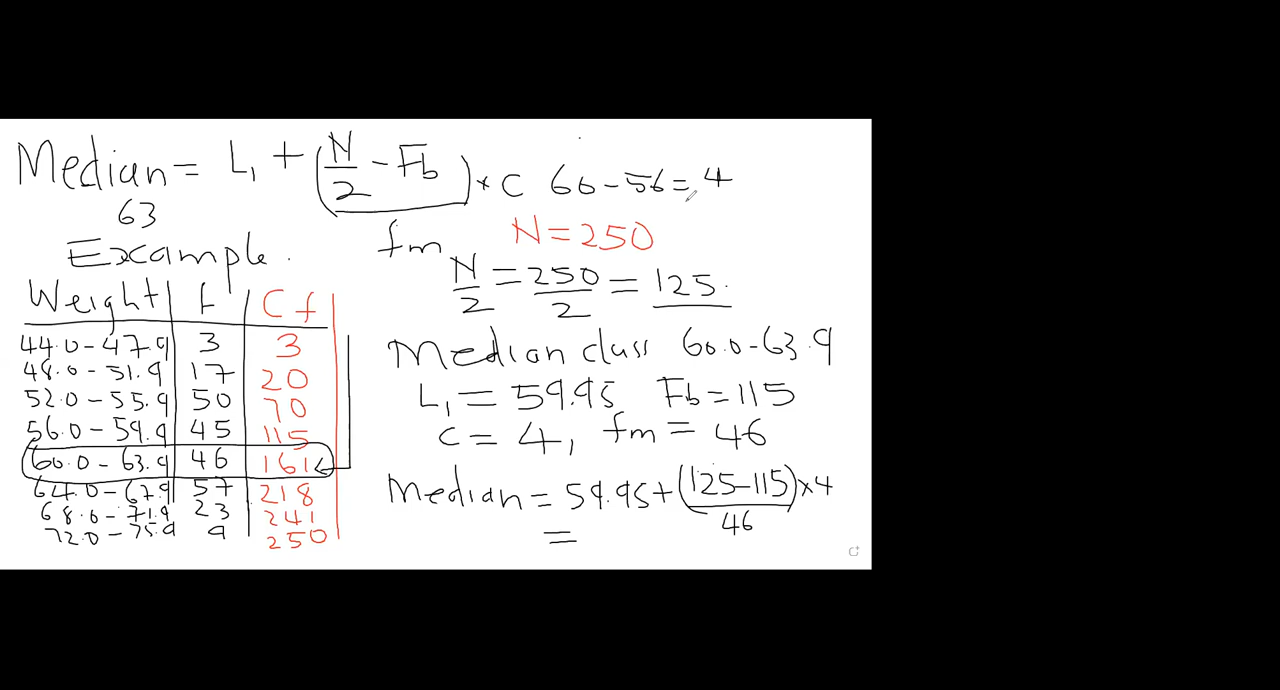 Median = L₁ + (N/2 - Fb)/fm × C
60 - 56 = 4
63
N = 250
Example.
N/2 = 250/2 = 125.
Weight f Cf
44.0 - 47.9 3 3
48.0 - 51.9 17 20
52.0 - 55.9 50 70
56.0 - 59.9 45 115
60.0 - 63.9 46 161
64.0 - 67.9 57 218
68.0 - 71.9 23 241
72.0 - 75.9 9 250
Median class 60.0 - 63.9
L₁ = 59.95 Fb = 115
C = 4, fm = 46
Median = 59.95 + (125 - 115)/46 × 4
=